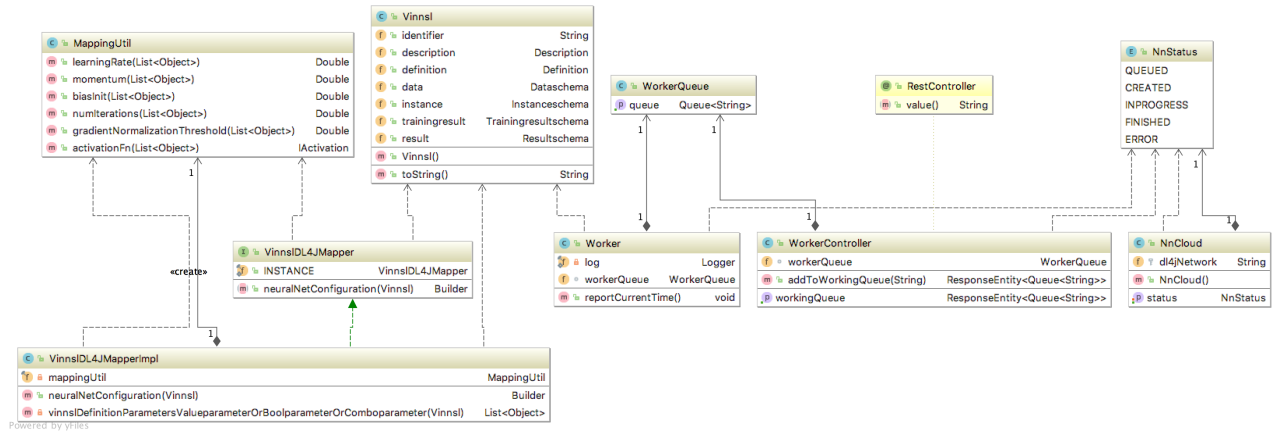 MappingUtil
learningRate(List<Object>) Double
momentum(List<Object>) Double
biasInit(List<Object>) Double
numIterations(List<Object>) Double
gradientNormalizationThreshold(List<Object>) Double
activationFn(List<Object>) IActivation
Vinnsl
identifier String
description Description
definition Definition
data Dataschema
instance Instanceschema
trainingresult Trainingresultschema
result Resultschema
Vinnsl()
toString() String
WorkerQueue
queue Queue<String>
RestController
value() String
NnStatus
QUEUED
CREATED
INPROGRESS
FINISHED
ERROR
1
1
1
1
«create»
1
1
1
1
VinnslDL4JMapper
INSTANCE VinnslDL4JMapper
neuralNetConfiguration(Vinnsl) Builder
Worker
log Logger
workerQueue WorkerQueue
reportCurrentTime() void
WorkerController
workerQueue WorkerQueue
addToWorkingQueue(String) ResponseEntity<Queue<String>>
workingQueue ResponseEntity<Queue<String>>
NnCloud
dl4jNetwork String
NnCloud()
status NnStatus
VinnslDL4JMapperImpl
mappingUtil MappingUtil
neuralNetConfiguration(Vinnsl) Builder
vinnslDefinitionParametersValueparameterOrBoolparameterOrComboparameter(Vinnsl) List<Object>
Powered by yFiles